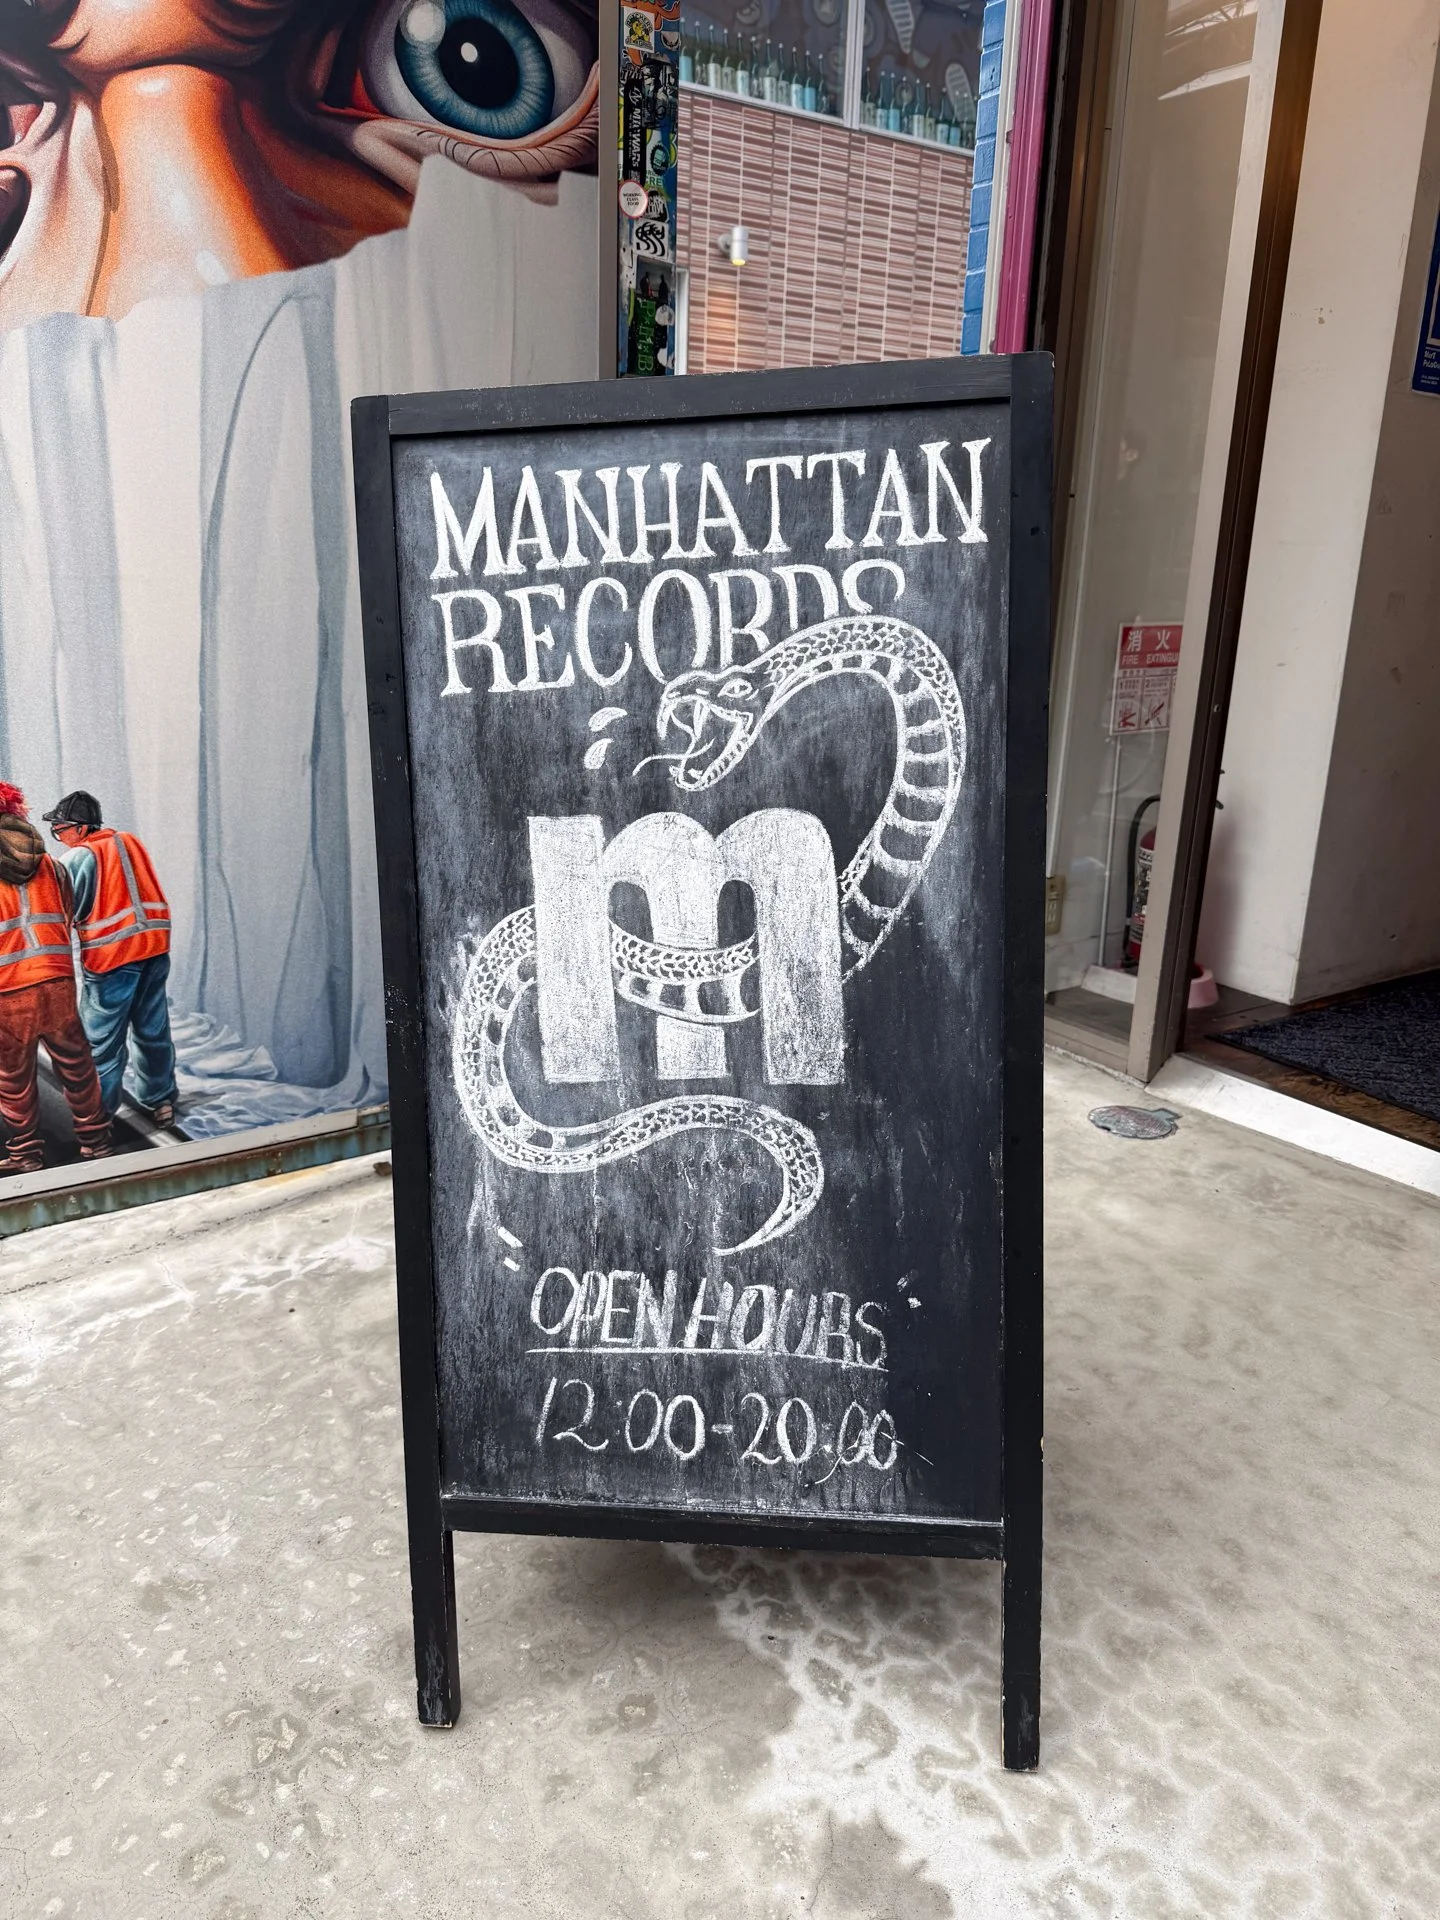 MANHATTAN
RECORDS
m
OPEN HOURS
12:00-20:00
消火
FIRE EXTINGU